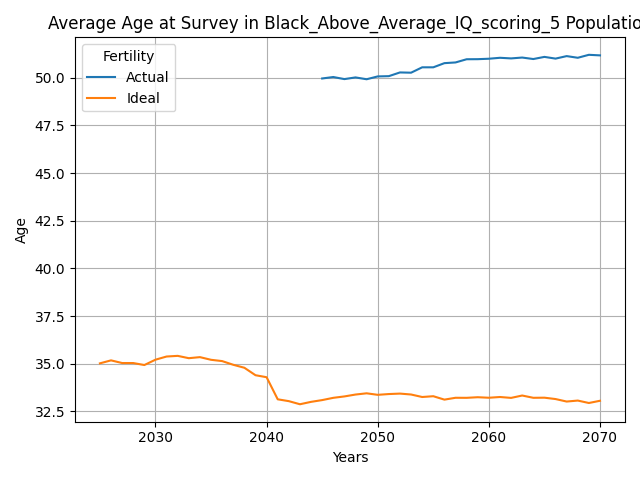 Average Age at Survey in Black_Above_Average_IQ_scoring_5 Populatio
Fertility
Actual
Ideal
50.0
47.5
45.0
42.5
40.0
37.5
35.0
32.5
Age
2030 2040 2050 2060 2070
Years